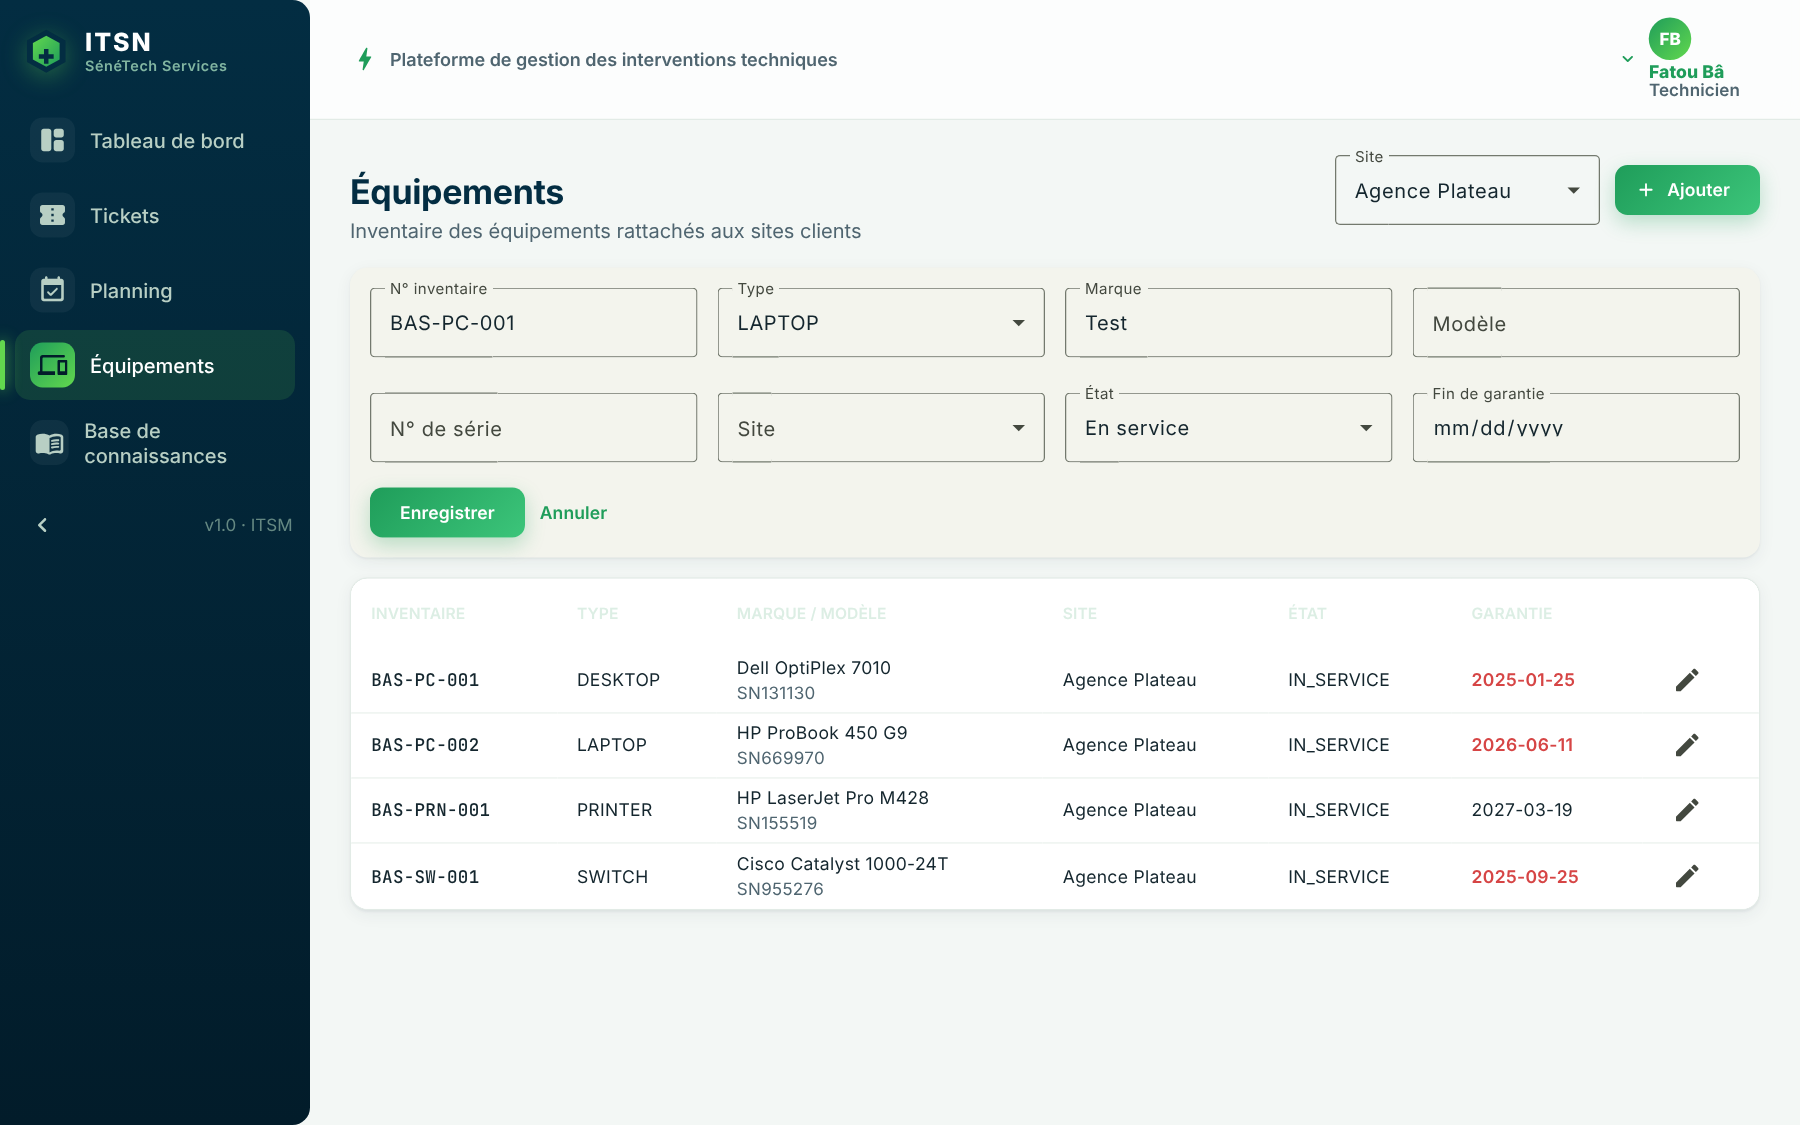 ITSN
SénéTech Services
Tableau de bord
Tickets
Planning
Équipements
Base de
connaissances
v1.0 · ITSM
Plateforme de gestion des interventions techniques
FB
Fatou Bâ
Technicien
Équipements
Inventaire des équipements rattachés aux sites clients
Site
Agence Plateau
Ajouter
N° inventaire
BAS-PC-001
Type
LAPTOP
Marque
Test
Modèle
N° de série
Site
État
En service
Fin de garantie
mm/dd/yyyy
Enregistrer
Annuler
INVENTAIRE TYPE MARQUE / MODÈLE SITE ÉTAT GARANTIE
BAS-PC-001 DESKTOP Dell OptiPlex 7010 Agence Plateau IN_SERVICE 2025-01-25
SN131130
BAS-PC-002 LAPTOP HP ProBook 450 G9 Agence Plateau IN_SERVICE 2026-06-11
SN669970
BAS-PRN-001 PRINTER HP LaserJet Pro M428 Agence Plateau IN_SERVICE 2027-03-19
SN155519
BAS-SW-001 SWITCH Cisco Catalyst 1000-24T Agence Plateau IN_SERVICE 2025-09-25
SN955276